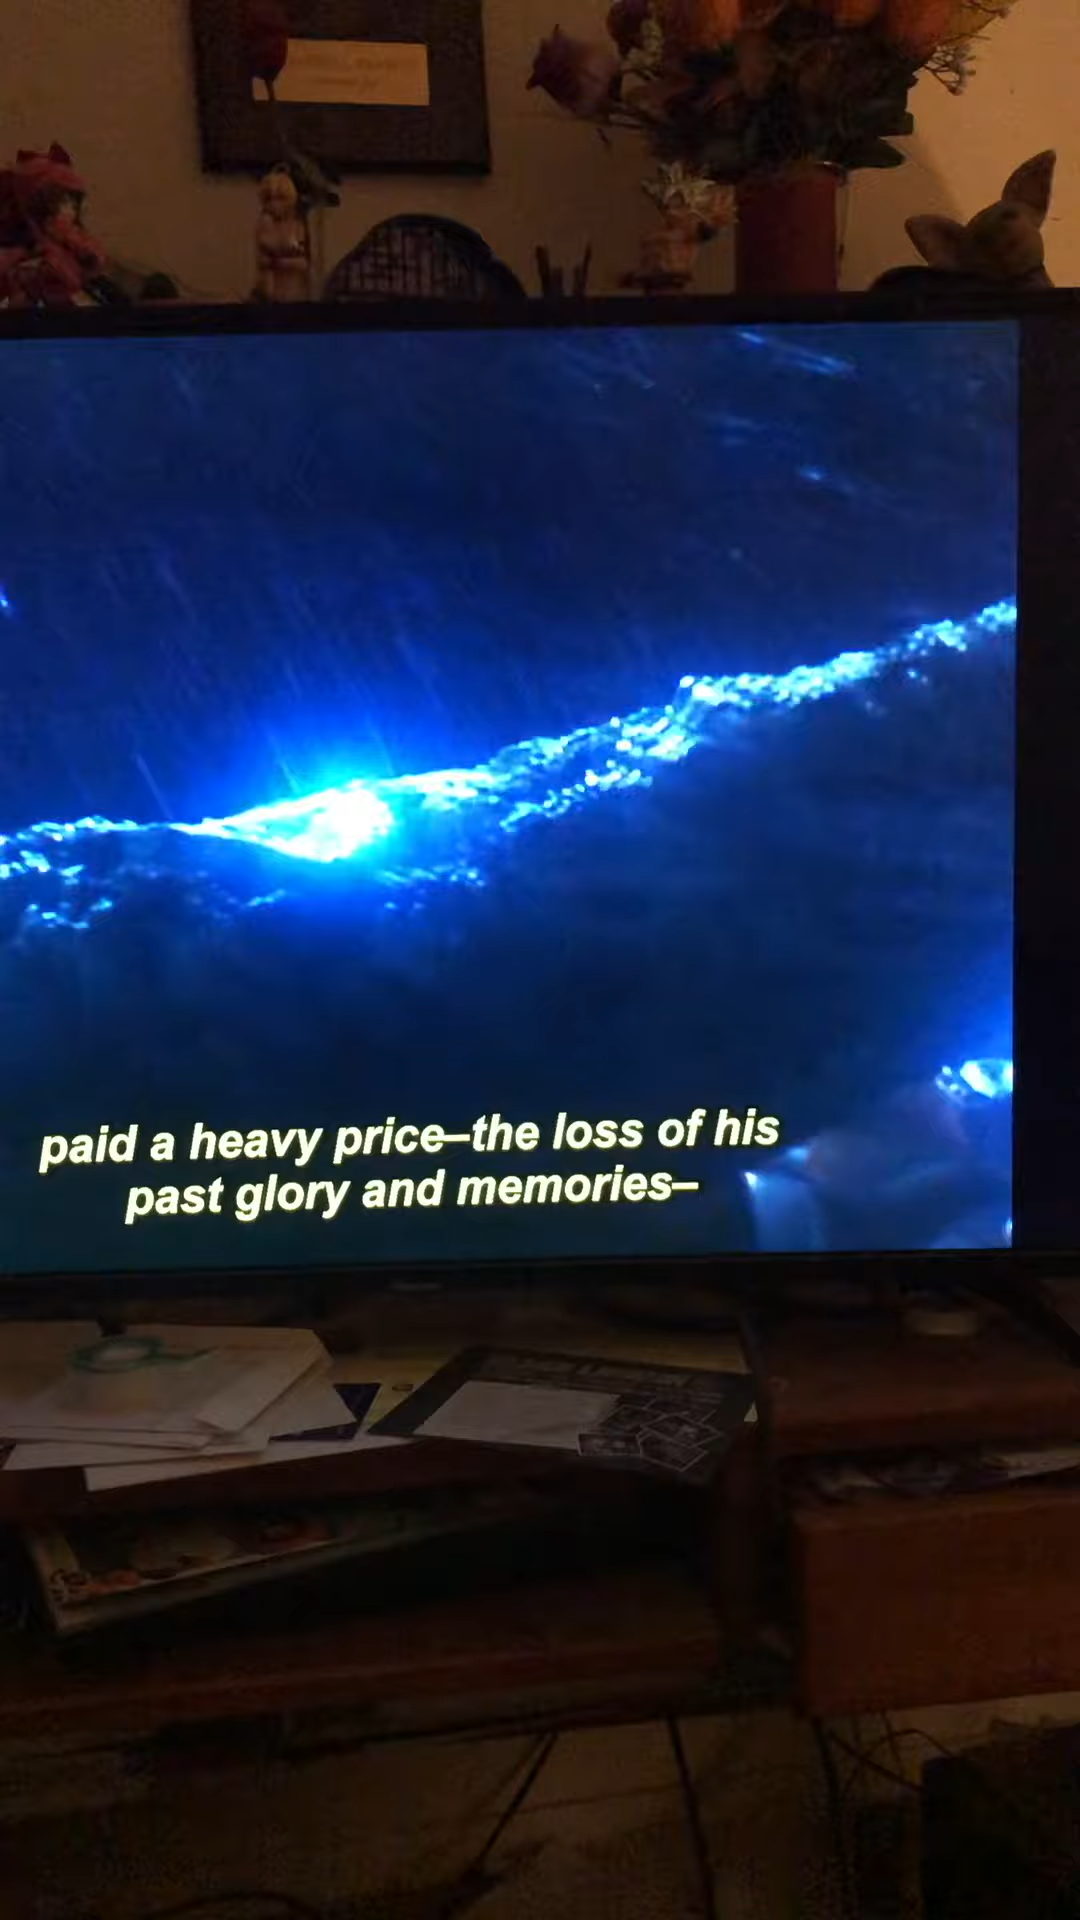 paid a heavy price–the loss of his
past glory and memories–